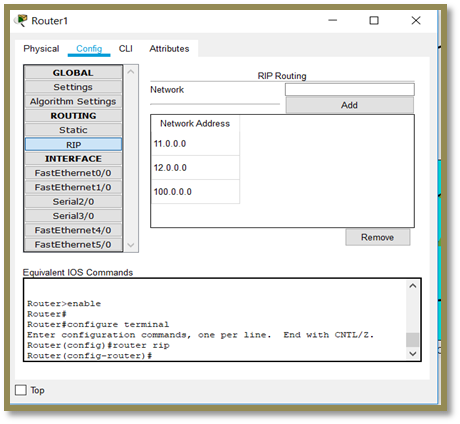 Router1
Physical Config CLI Attributes
GLOBAL
Settings
Algorithm Settings
ROUTING
Static
RIP
INTERFACE
FastEthernet0/0
FastEthernet1/0
Serial2/0
Serial3/0
FastEthernet4/0
FastEthernet5/0
RIP Routing
Network
Add
Network Address
11.0.0.0
12.0.0.0
100.0.0.0
Remove
Equivalent IOS Commands
Router>enable
Router#
Router#configure terminal
Enter configuration commands, one per line. End with CNTL/Z.
Router(config)#router rip
Router(config-router)#
Top